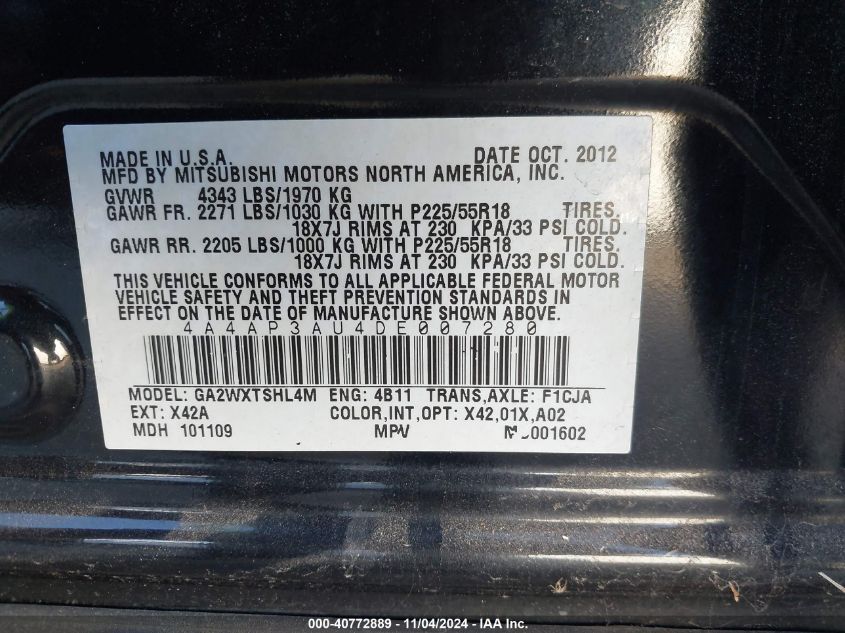 MADE IN U.S.A. DATE OCT. 2012
MFD BY MITSUBISHI MOTORS NORTH AMERICA, INC.
GVWR 4343 LBS/1970 KG
GAWR FR. 2271 LBS/1030 KG WITH P225/55R18 TIRES.
18X7J RIMS AT 230 KPA/33 PSI COLD.
GAWR RR. 2205 LBS/1000 KG WITH P225/55R18 TIRES.
18X7J RIMS AT 230 KPA/33 PSI COLD.
THIS VEHICLE CONFORMS TO ALL APPLICABLE FEDERAL MOTOR
VEHICLE SAFETY AND THEFT PREVENTION STANDARDS IN
EFFECT ON THE DATE OF MANUFACTURE SHOWN ABOVE.
4A4AP3AU4DE007280
MODEL: GA2WXTSHL4M ENG: 4B11 TRANS,AXLE: F1CJA
EXT: X42A COLOR,INT,OPT: X42,01X,A02
MDH 101109 MPV
000-40772889 - 11/04/2024 - IAA Inc.